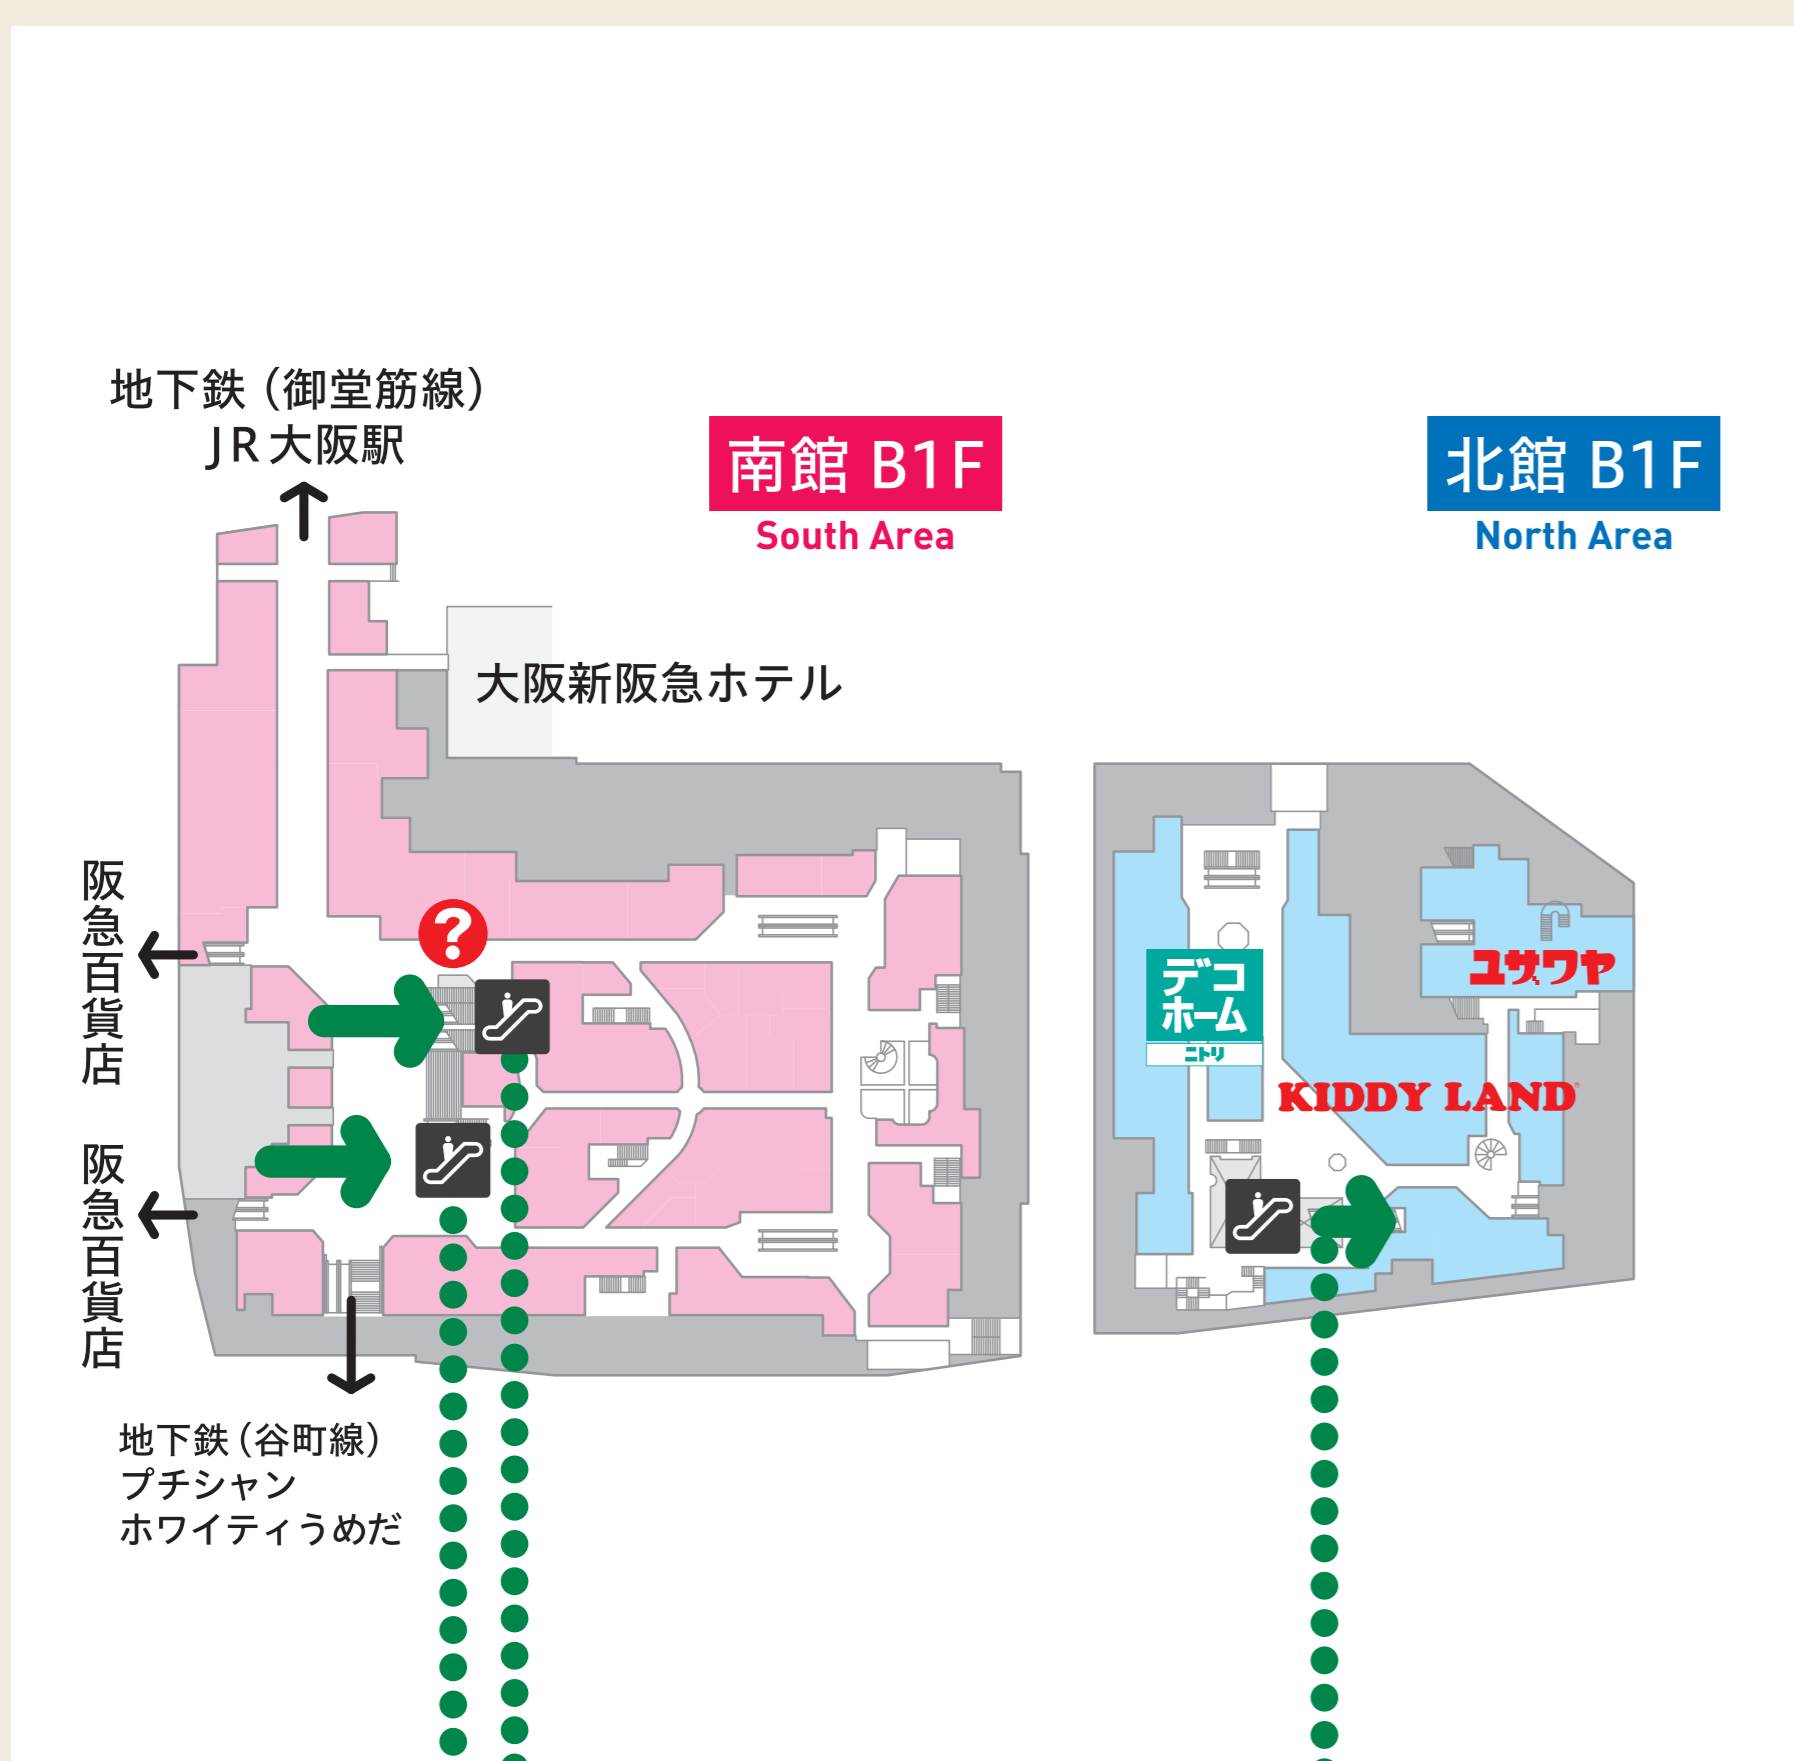 地下鉄（御堂筋線）
JR大阪駅
南館 B1F
South Area
北館 B1F
North Area
大阪新阪急ホテル
阪急百貨店
?
デコ
ホーム
ニトリ
ユザワヤ
KIDDY LAND
阪急百貨店
地下鉄（谷町線）
プチシャン
ホワイティうめだ